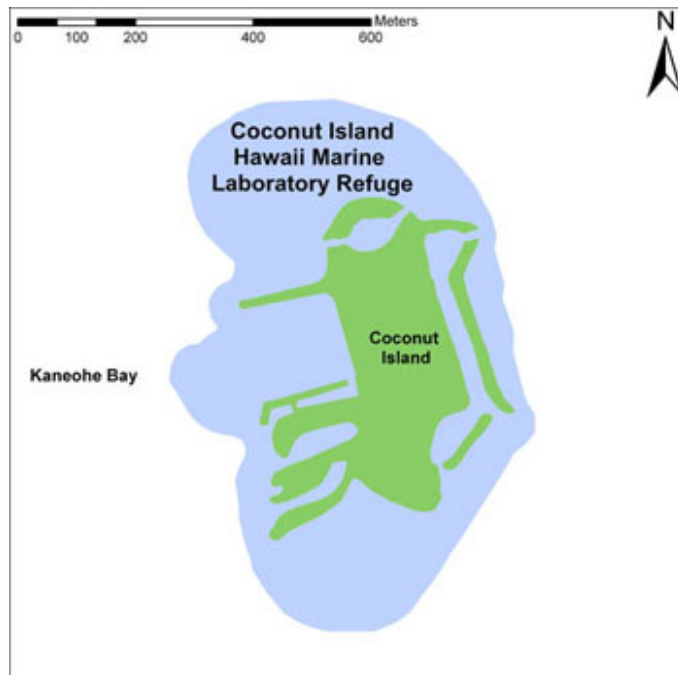 Meters
0 100 200 400 600
N
Coconut Island
Hawaii Marine
Laboratory Refuge
Coconut
Island
Kaneohe Bay